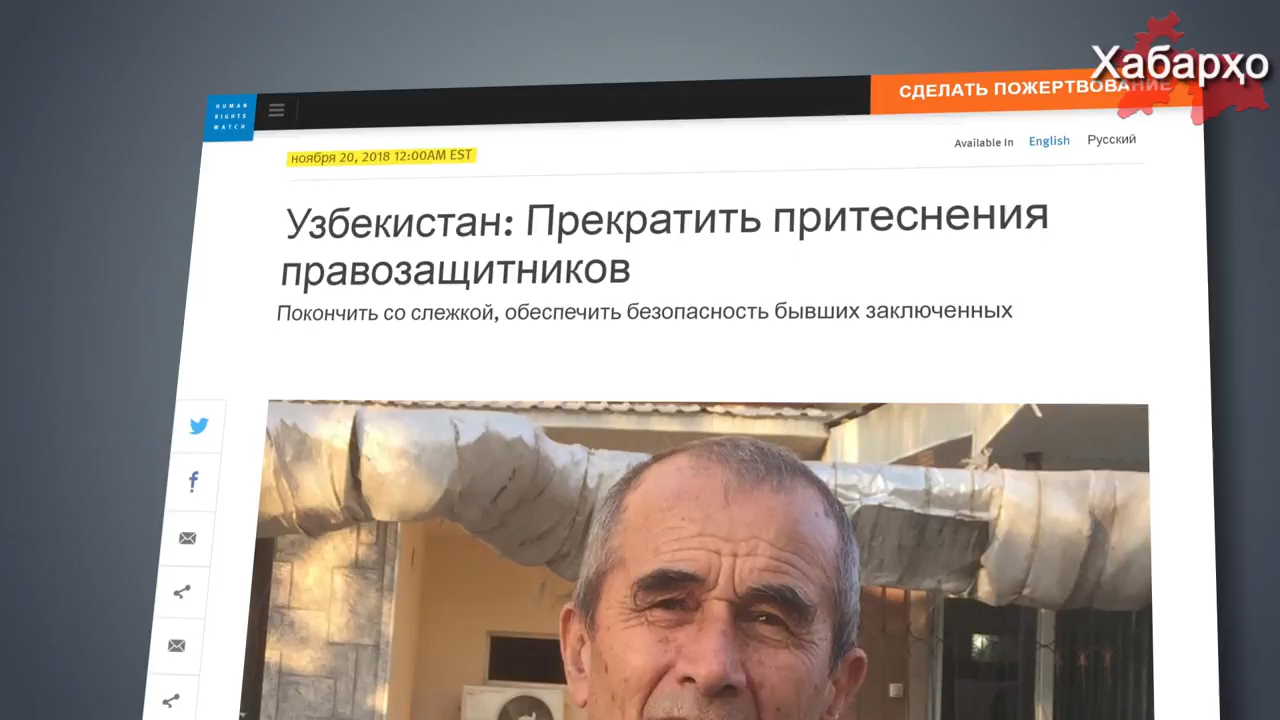 Хабарҳо
HUMAN
RIGHTS
WATCH
СДЕЛАТЬ ПОЖЕРТВОВАНИЕ
ноября 20, 2018 12:00AM EST
Available In English Русский
Узбекистан: Прекратить притеснения
правозащитников
Покончить со слежкой, обеспечить безопасность бывших заключенных